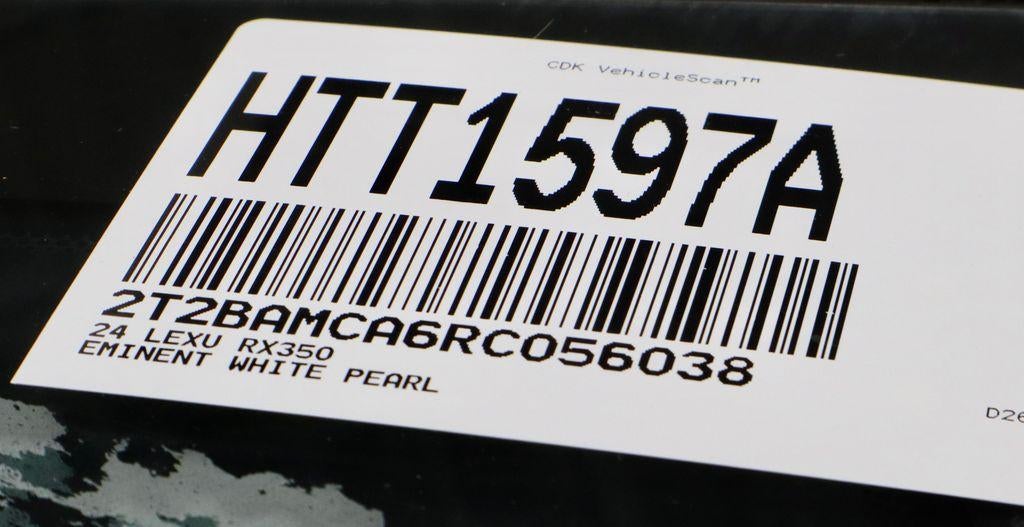 CDK VehicleScan™
HTT1597A
2T2BAMCA6RC056038
24 LEXU RX350
EMINENT WHITE PEARL
D26